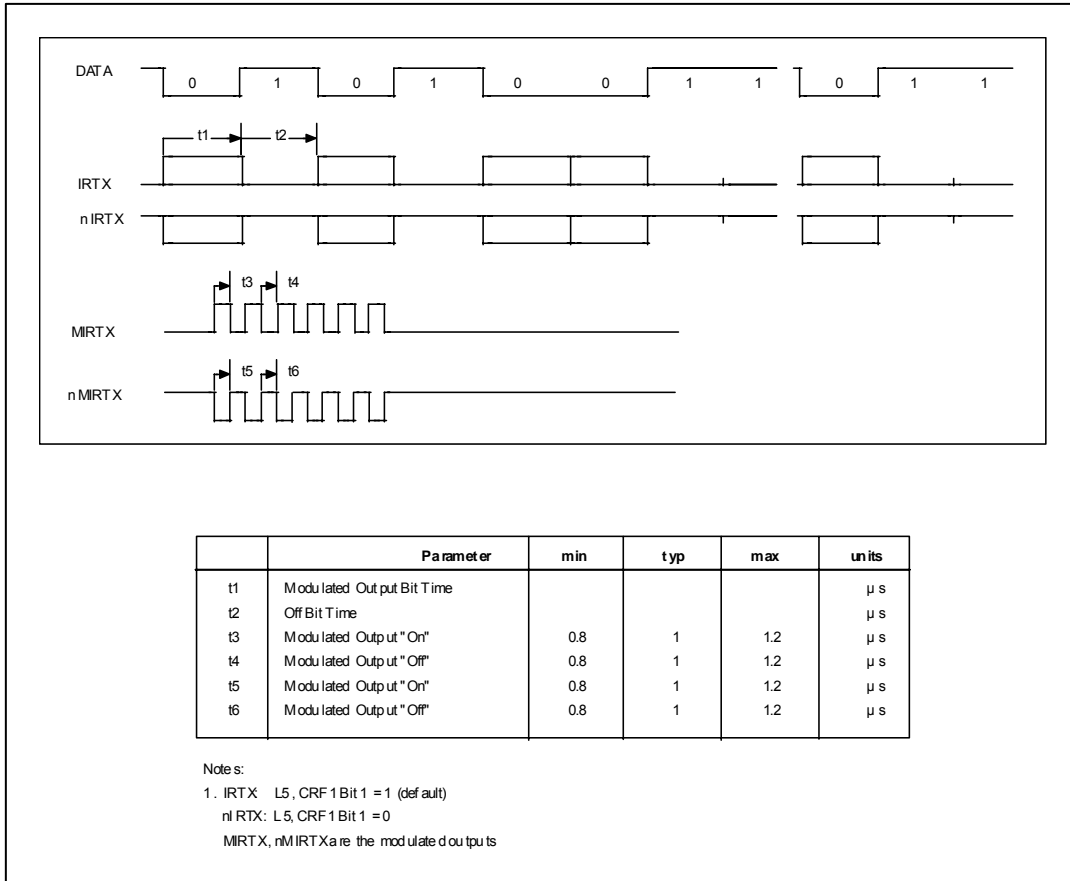 DATA
0 1 0 1 0 0 1 1 0 1 1
t1 t2
IRTX
nIRTX
t3 t4
MIRTX
t5 t6
nMIRTX
Parameter min typ max units
t1 Modulated Output Bit Time µs
t2 Off Bit Time µs
t3 Modulated Output "On" 0.8 1 1.2 µs
t4 Modulated Output "Off" 0.8 1 1.2 µs
t5 Modulated Output "On" 0.8 1 1.2 µs
t6 Modulated Output "Off" 0.8 1 1.2 µs
Notes:
1. IRTX: L5, CRF1 Bit 1 = 1 (default)
nIRTX: L5, CRF1 Bit 1 = 0
MIRTX, nMIRTX are the modulated outputs